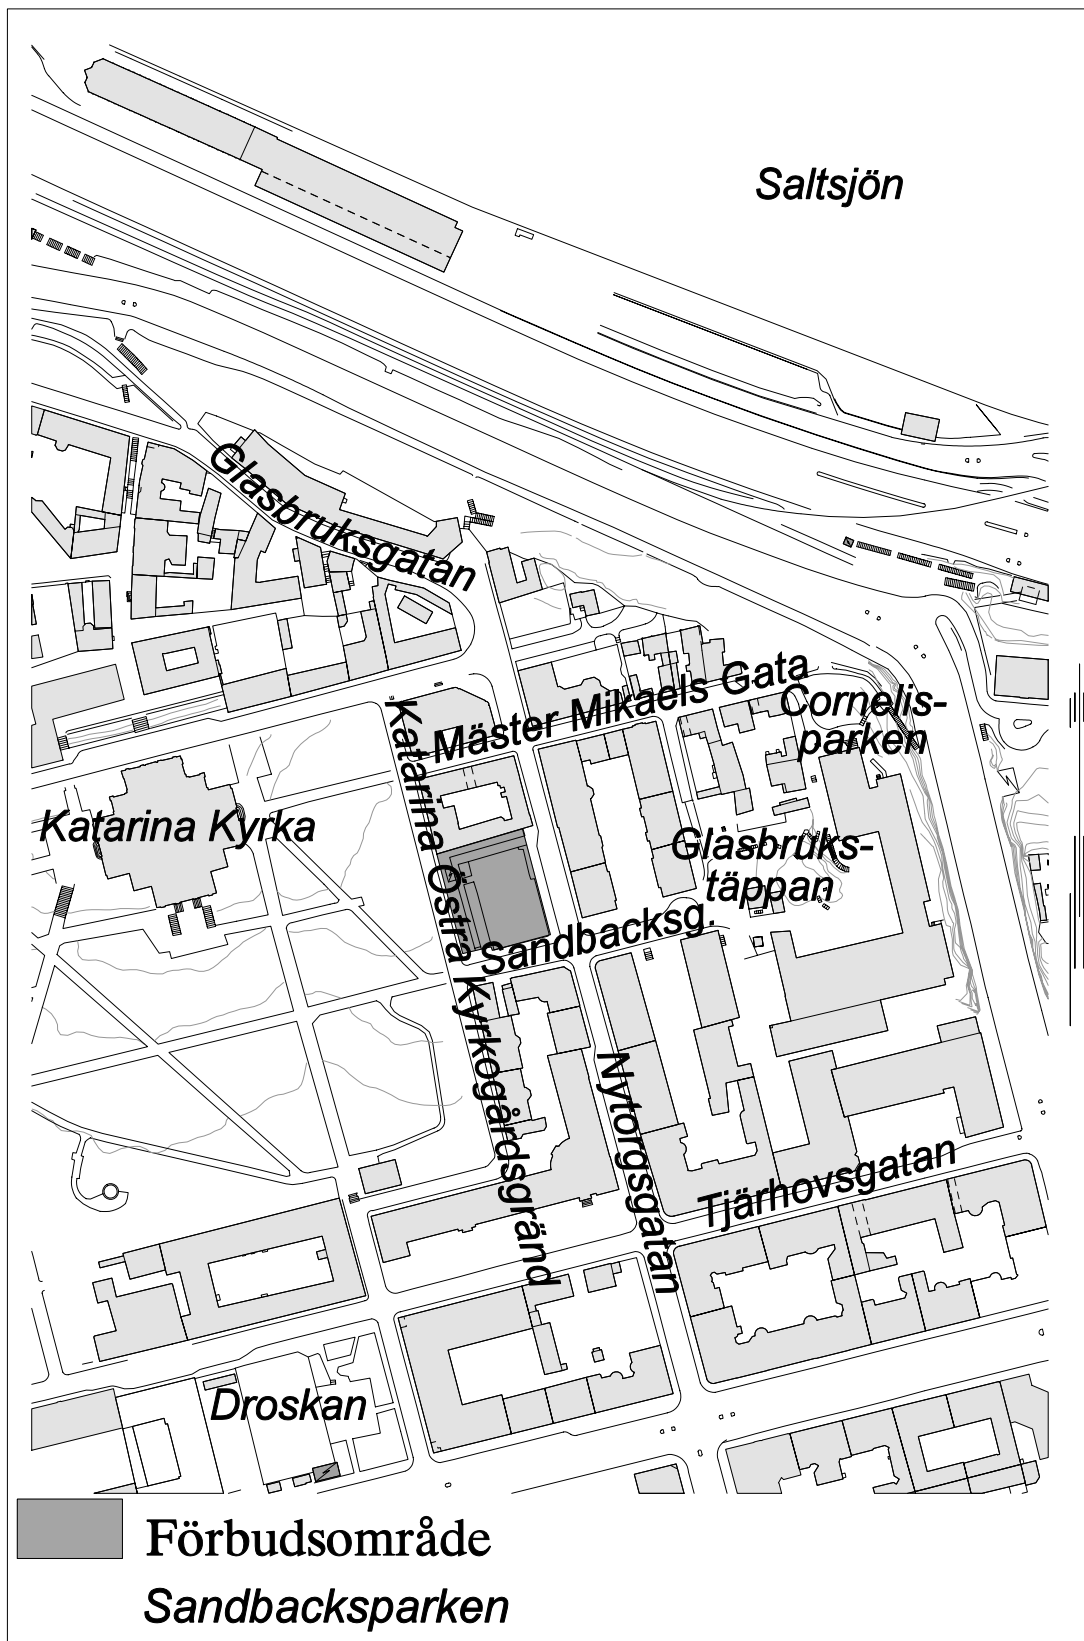 Saltsjön
Glasbruksgatan
Mäster Mikaels Gata
Cornelis-
parken
Katarina Östra Kyrkogårdsgränd
Katarina Kyrka
Glasbruks-
täppan
Sandbacksg.
Nytorgsgatan
Tjärhovsgatan
Droskan
Förbudsområde
Sandbacksparken